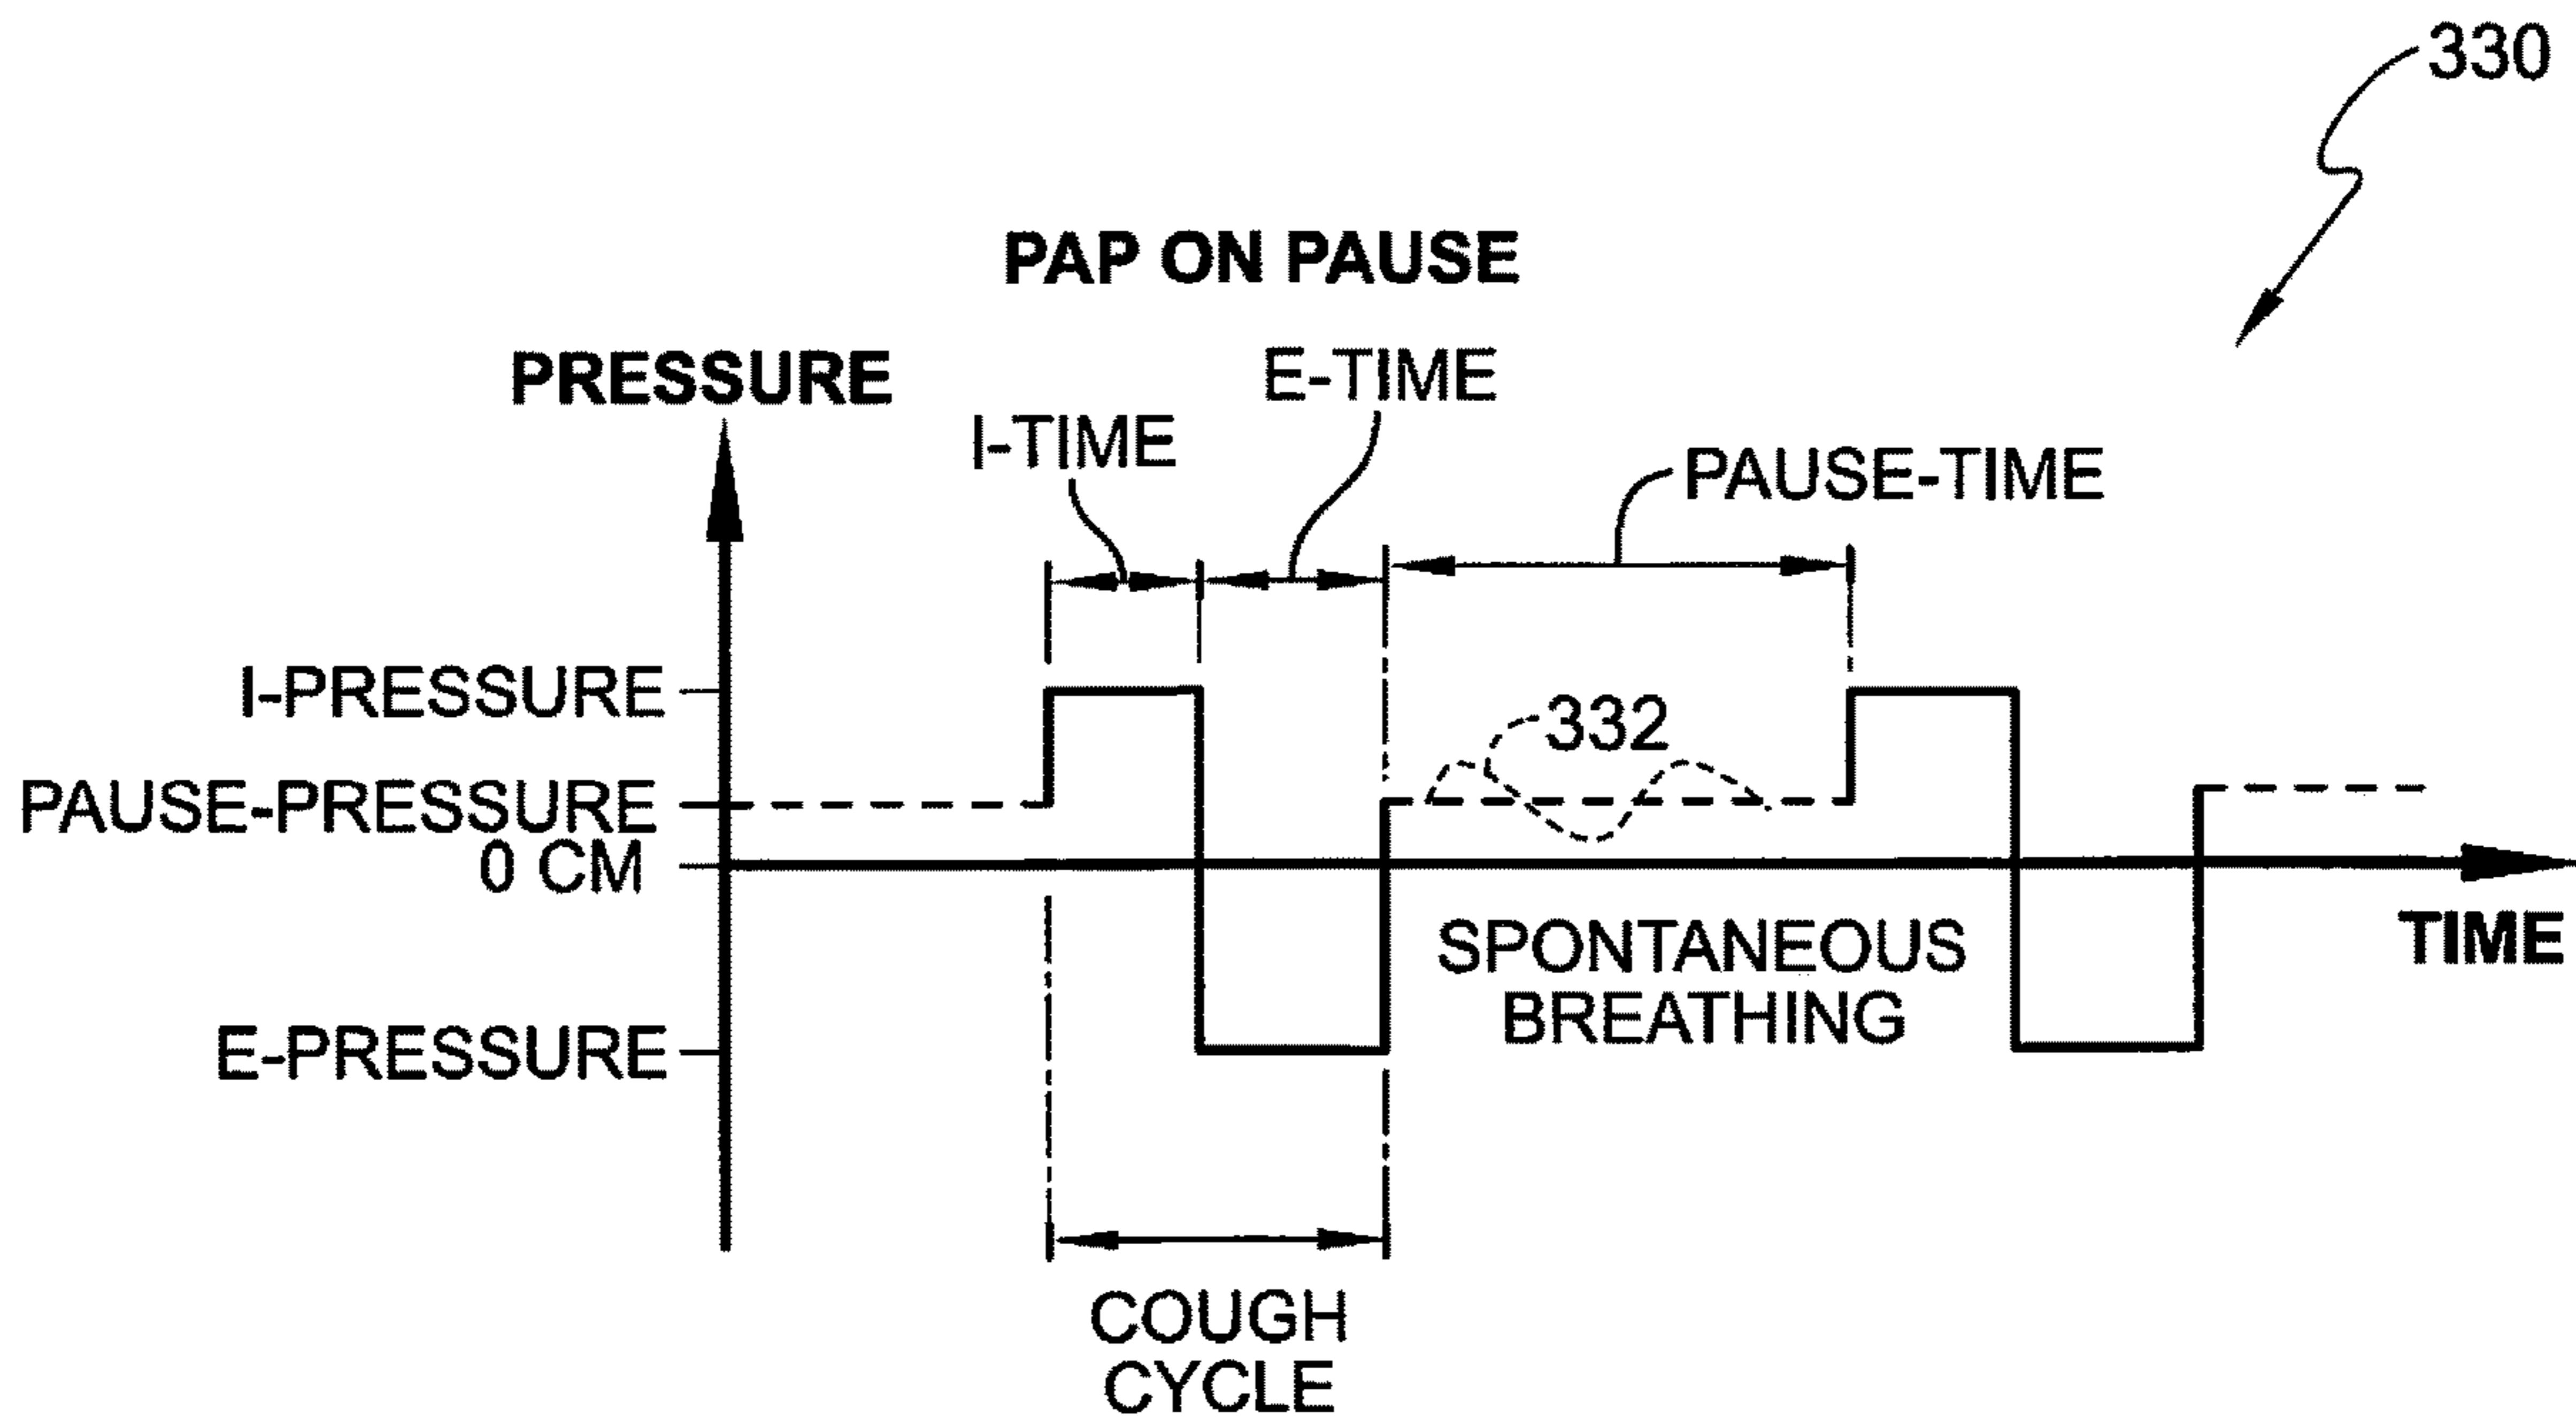 330
PAP ON PAUSE
PRESSURE
E-TIME
I-TIME
PAUSE-TIME
I-PRESSURE
332
PAUSE-PRESSURE
0 CM
SPONTANEOUS
BREATHING
TIME
E-PRESSURE
COUGH
CYCLE